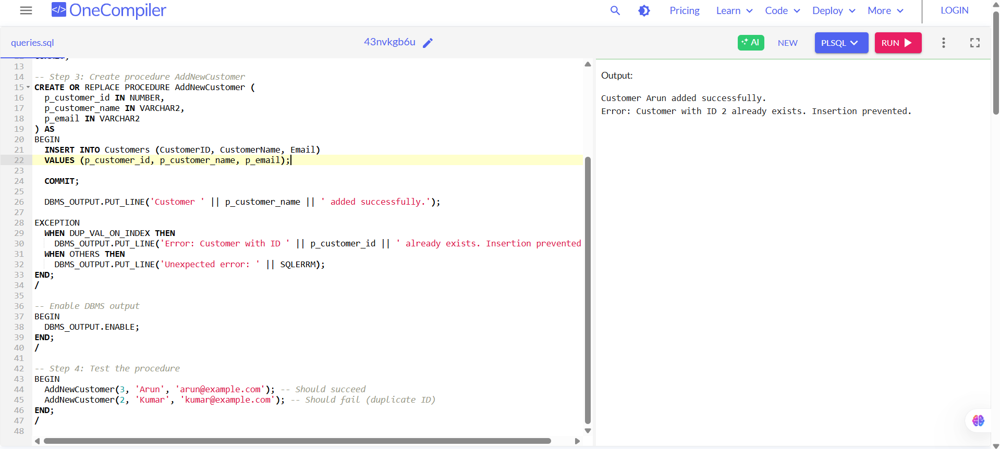 </> OneCompiler
Pricing Learn Code Deploy More LOGIN
queries.sql
43nvkgb6u
AI NEW PLSQL RUN
13
14 -- Step 3: Create procedure AddNewCustomer
15 CREATE OR REPLACE PROCEDURE AddNewCustomer (
16 p_customer_id IN NUMBER,
17 p_customer_name IN VARCHAR2,
18 p_email IN VARCHAR2
19 ) AS
20 BEGIN
21 INSERT INTO Customers (CustomerID, CustomerName, Email)
22 VALUES (p_customer_id, p_customer_name, p_email);
23
24 COMMIT;
25
26 DBMS_OUTPUT.PUT_LINE('Customer ' || p_customer_name || ' added successfully.');
27
28 EXCEPTION
29 WHEN DUP_VAL_ON_INDEX THEN
30 DBMS_OUTPUT.PUT_LINE('Error: Customer with ID ' || p_customer_id || ' already exists. Insertion prevented
31 WHEN OTHERS THEN
32 DBMS_OUTPUT.PUT_LINE('Unexpected error: ' || SQLERRM);
33 END;
34 /
35
36 -- Enable DBMS output
37 BEGIN
38 DBMS_OUTPUT.ENABLE;
39 END;
40 /
41
42 -- Step 4: Test the procedure
43 BEGIN
44 AddNewCustomer(3, 'Arun', 'arun@example.com'); -- Should succeed
45 AddNewCustomer(2, 'Kumar', 'kumar@example.com'); -- Should fail (duplicate ID)
46 END;
47 /
48
Output:
Customer Arun added successfully.
Error: Customer with ID 2 already exists. Insertion prevented.